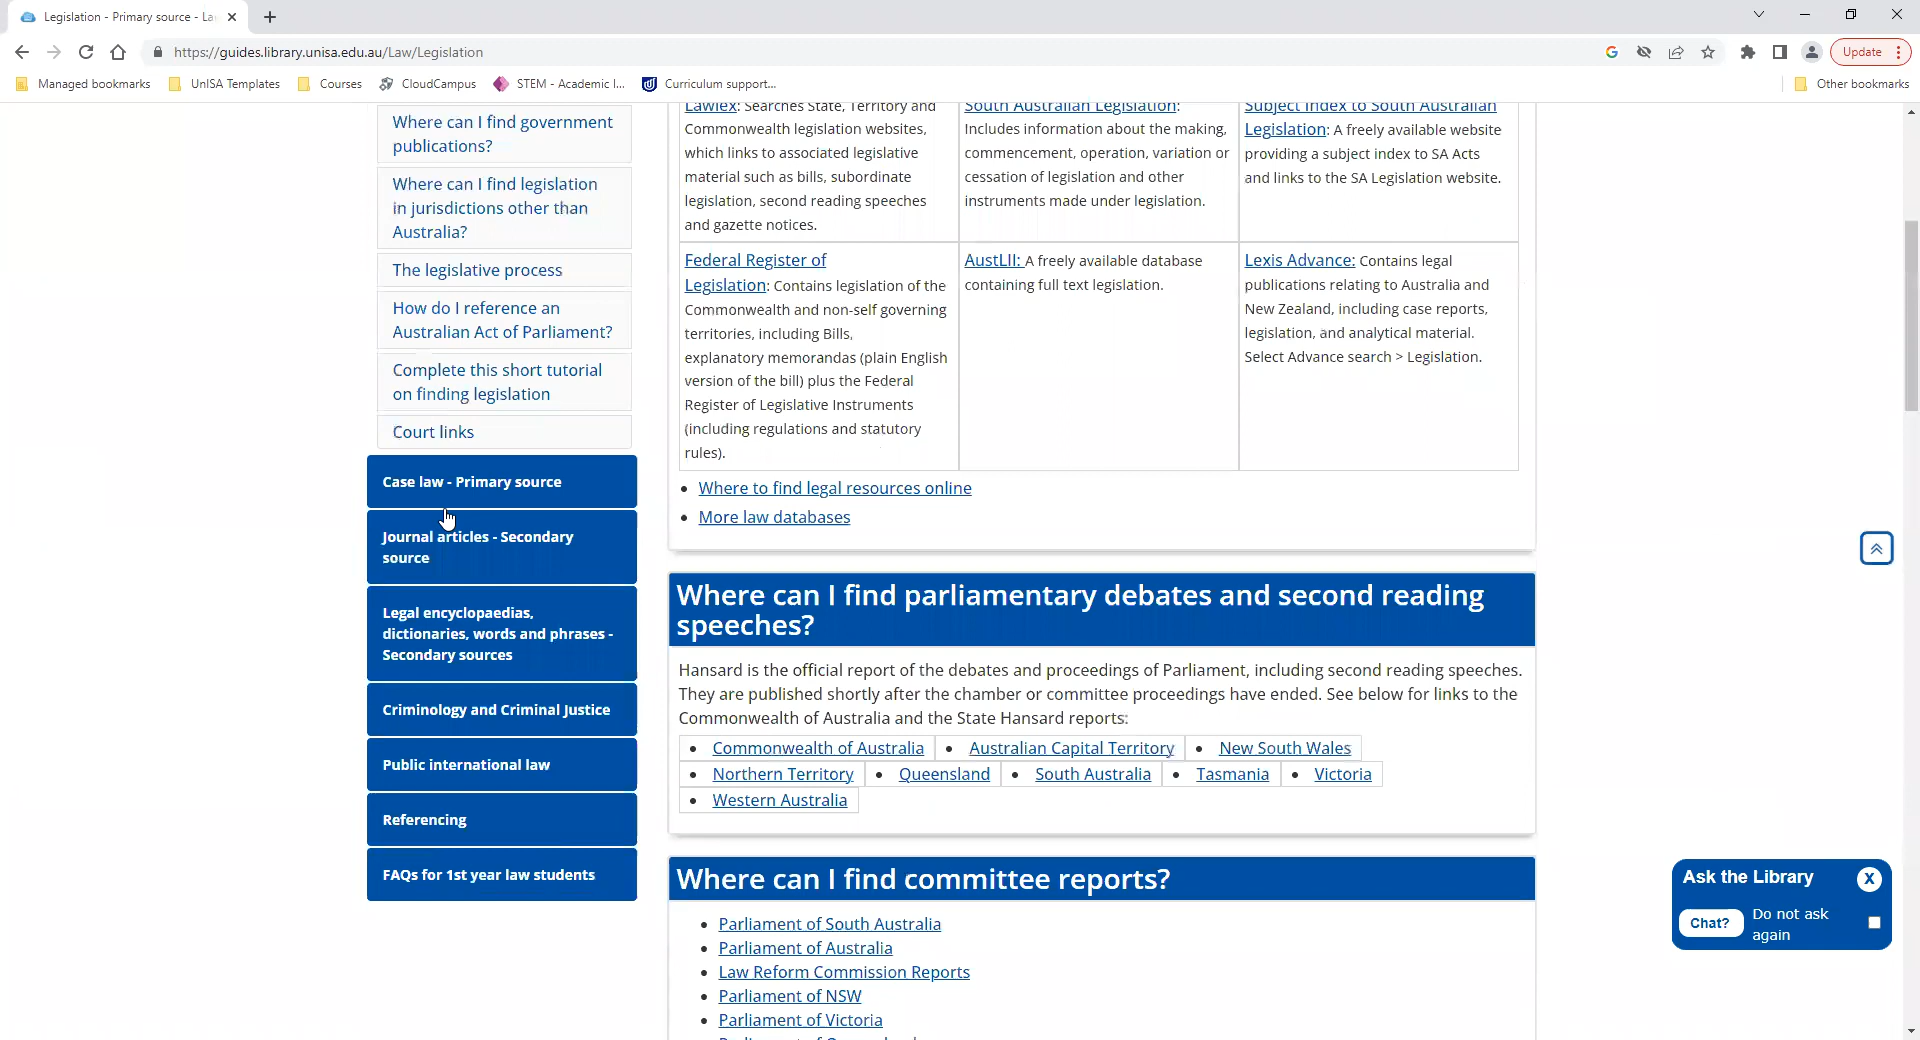 Legislation - Primary source - La
https://guides.library.unisa.edu.au/Law/Legislation
Update
Managed bookmarks
UnISA Templates
Courses
CloudCampus
STEM - Academic I...
Curriculum support...
Other bookmarks
Where can I find government
publications?
Where can I find legislation
in jurisdictions other than
Australia?
The legislative process
How do I reference an
Australian Act of Parliament?
Complete this short tutorial
on finding legislation
Court links
Case law - Primary source
Journal articles - Secondary
source
Legal encyclopaedias,
dictionaries, words and phrases -
Secondary sources
Criminology and Criminal Justice
Public international law
Referencing
FAQs for 1st year law students
Lawlex: Searches State, Territory and
Commonwealth legislation websites,
which links to associated legislative
material such as bills, subordinate
legislation, second reading speeches
and gazette notices.
South Australian Legislation:
Includes information about the making,
commencement, operation, variation or
cessation of legislation and other
instruments made under legislation.
Subject Index to South Australian
Legislation: A freely available website
providing a subject index to SA Acts
and links to the SA Legislation website.
Federal Register of
Legislation: Contains legislation of the
Commonwealth and non-self governing
territories, including Bills,
explanatory memorandas (plain English
version of the bill) plus the Federal
Register of Legislative Instruments
(including regulations and statutory
rules).
AustLII: A freely available database
containing full text legislation.
Lexis Advance: Contains legal
publications relating to Australia and
New Zealand, including case reports,
legislation, and analytical material.
Select Advance search > Legislation.
Where to find legal resources online
More law databases
Where can I find parliamentary debates and second reading
speeches?
Hansard is the official report of the debates and proceedings of Parliament, including second reading speeches.
They are published shortly after the chamber or committee proceedings have ended. See below for links to the
Commonwealth of Australia and the State Hansard reports:
Commonwealth of Australia
Australian Capital Territory
New South Wales
Northern Territory
Queensland
South Australia
Tasmania
Victoria
Western Australia
Where can I find committee reports?
Parliament of South Australia
Parliament of Australia
Law Reform Commission Reports
Parliament of NSW
Parliament of Victoria
Ask the Library
X
Chat?
Do not ask
again